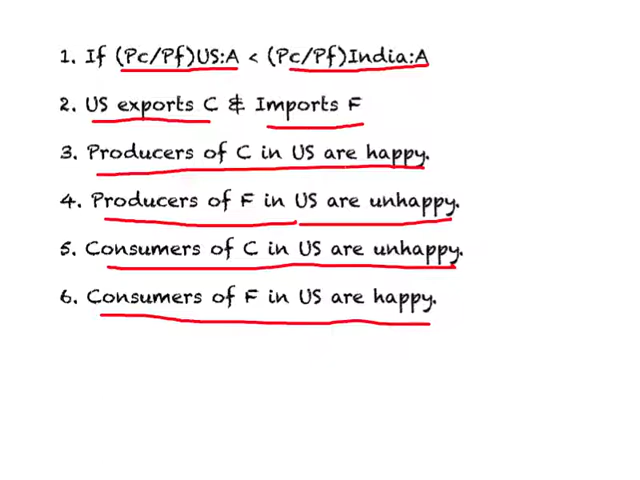 1. If (Pc/Pf)US:A < (Pc/Pf)India:A
2. US exports C & Imports F
3. Producers of C in US are happy.
4. Producers of F in US are unhappy.
5. Consumers of C in US are unhappy.
6. Consumers of F in US are happy.